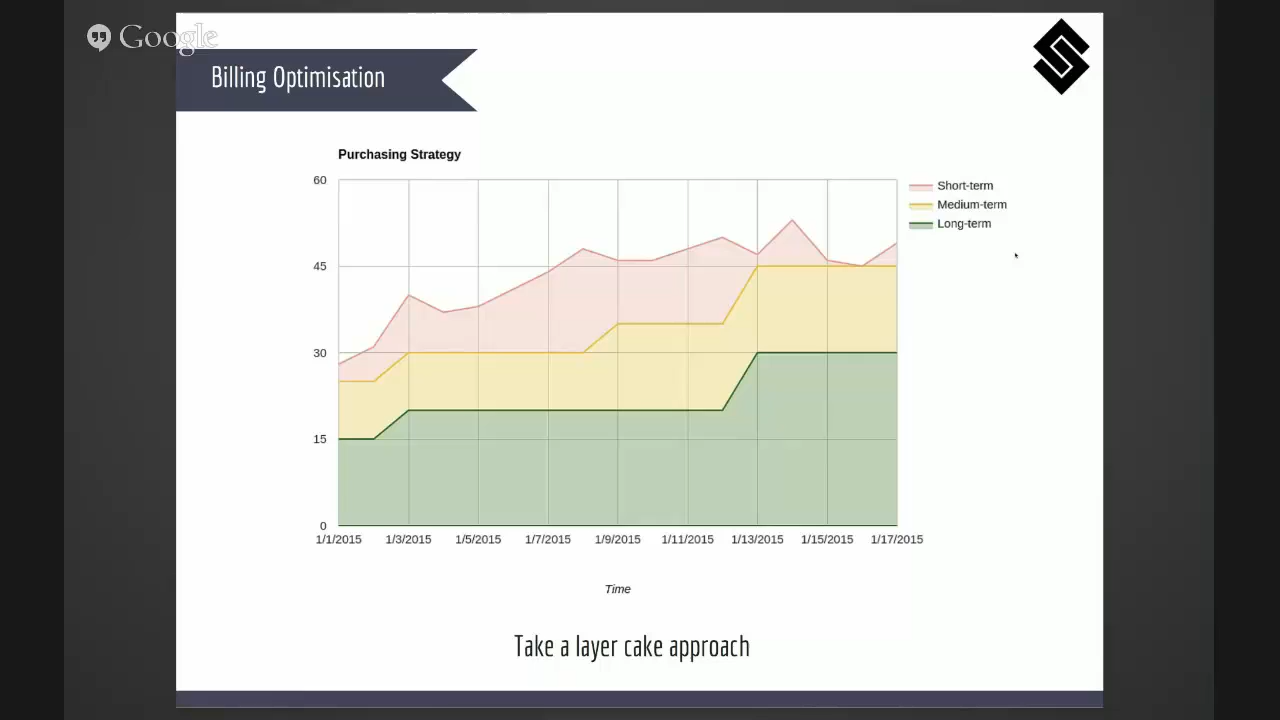 Google
Billing Optimisation
Purchasing Strategy
60
45
30
15
0
Short-term
Medium-term
Long-term
1/1/2015 1/3/2015 1/5/2015 1/7/2015 1/9/2015 1/11/2015 1/13/2015 1/15/2015 1/17/2015
Time
Take a layer cake approach